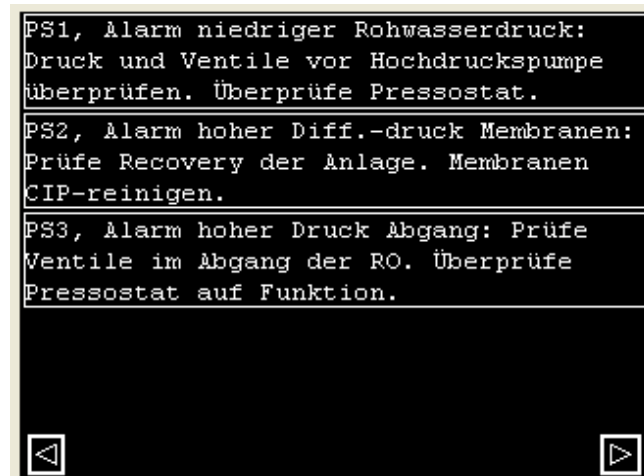 PS1, Alarm niedriger Rohwasserdruck:
Druck und Ventile vor Hochdruckspumpe
überprüfen. Überprüfe Pressostat.
PS2, Alarm hoher Diff.-druck Membranen:
Prüfe Recovery der Anlage. Membranen
CIP-reinigen.
PS3, Alarm hoher Druck Abgang: Prüfe
Ventile im Abgang der RO. Überprüfe
Pressostat auf Funktion.